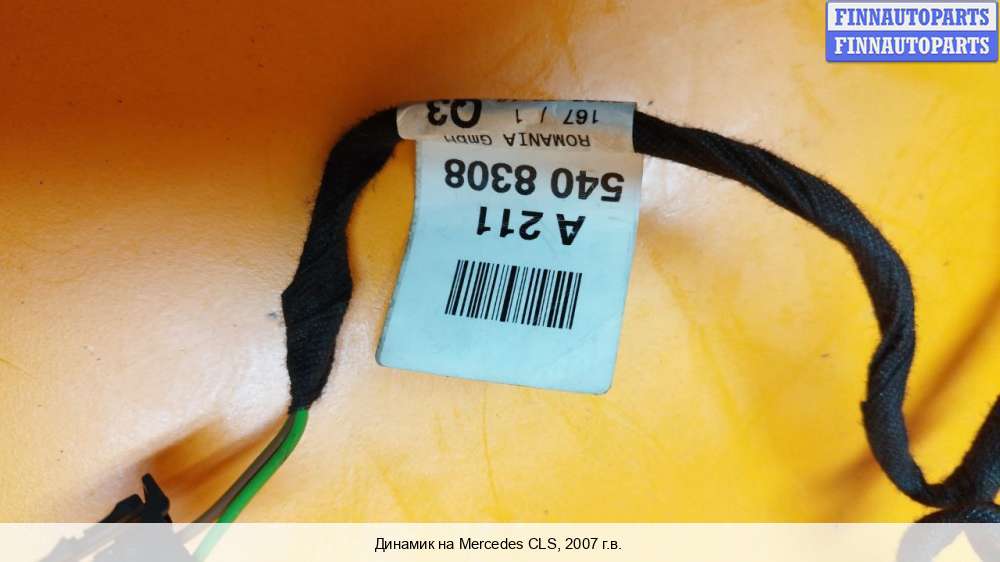 FINNAUTOPARTS
FINNAUTOPARTS
A 211
540 8308
ROMANIA GmbH
167 / 1
Q3
Динамик на Mercedes CLS, 2007 г.в.